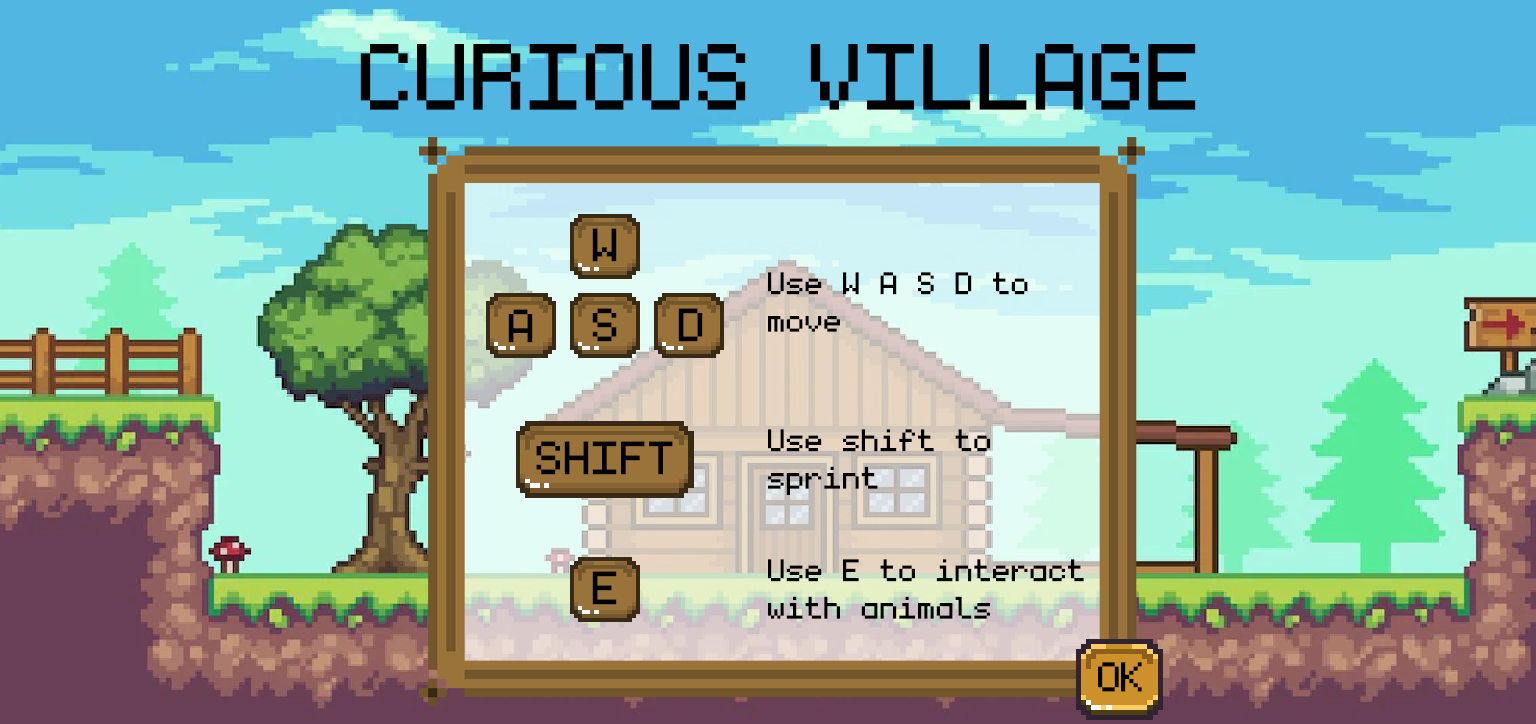 CURIOUS VILLAGE
W
A S D
Use W A S D to
move
SHIFT
Use shift to
sprint
E
Use E to interact
with animals
OK